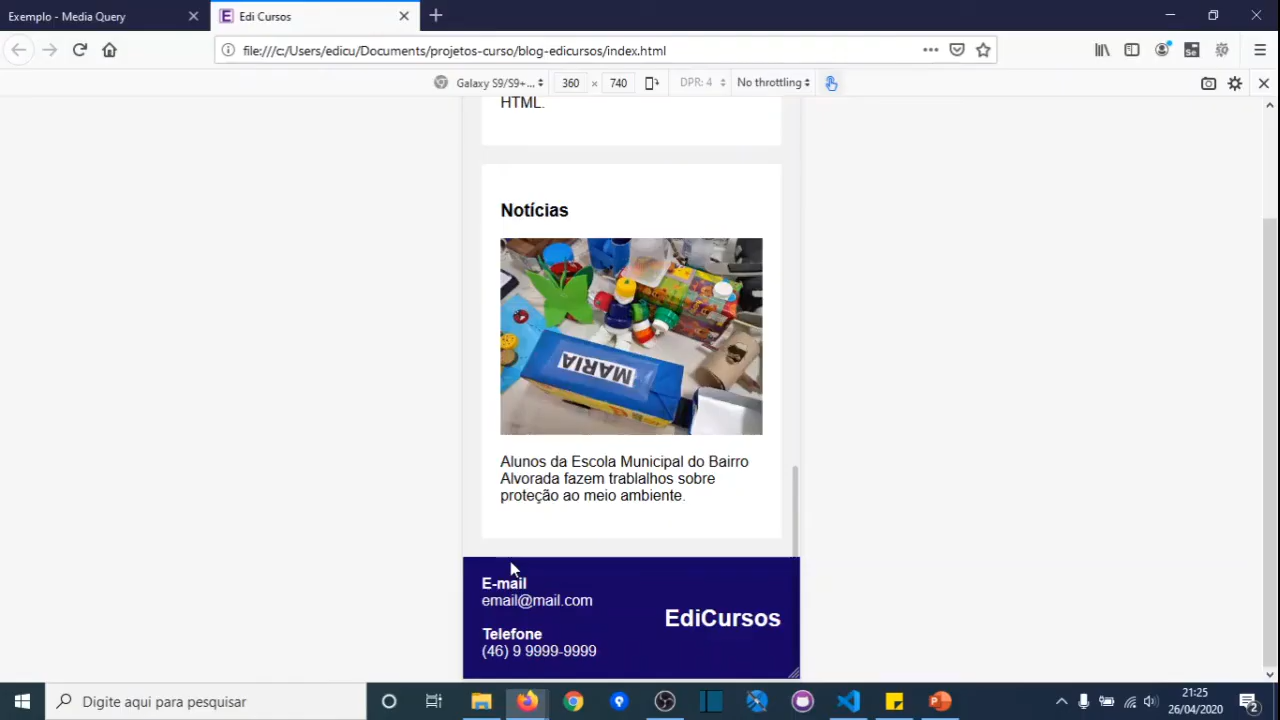 Exemplo - Media Query
Edi Cursos
file:///c:/Users/edicu/Documents/projetos-curso/blog-edicursos/index.html
Galaxy S9/S9+... 360 × 740 DPR: 4 No throttling
HTML.
Notícias
MARIA
Alunos da Escola Municipal do Bairro
Alvorada fazem trablalhos sobre
proteção ao meio ambiente.
E-mail
email@mail.com
EdiCursos
Telefone
(46) 9 9999-9999
Digite aqui para pesquisar
21:25
26/04/2020
2